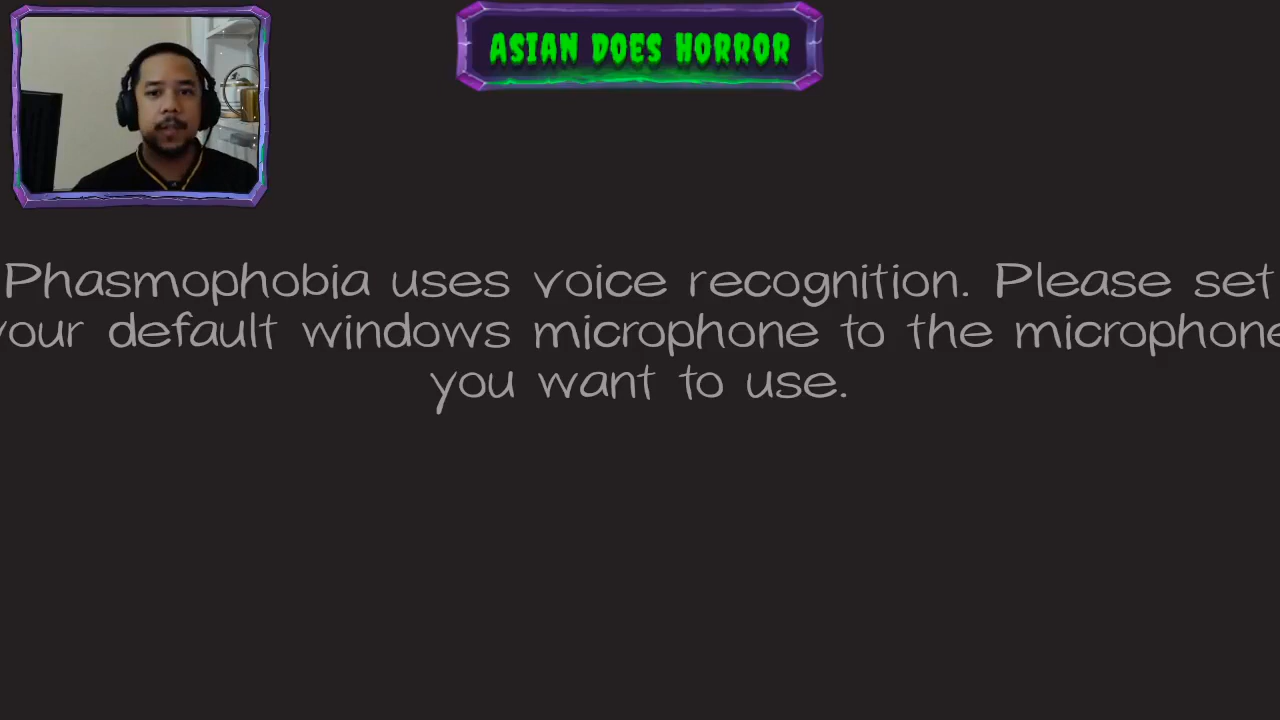 ASIAN DOES HORROR
Phasmophobia uses voice recognition. Please set
your default windows microphone to the microphone
you want to use.